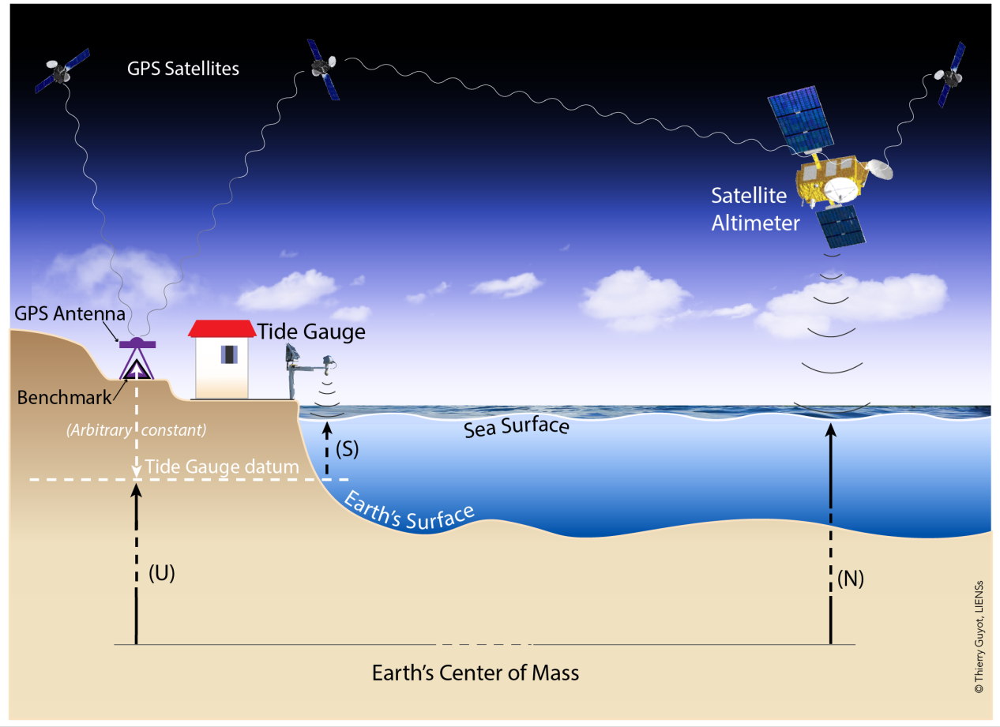 GPS Satellites
Satellite
Altimeter
GPS Antenna
Tide Gauge
Benchmark
(Arbitrary constant)
Sea Surface
(S)
Tide Gauge datum
Earth's Surface
(U)
(N)
Earth's Center of Mass
© Thierry Guyot, LIENSs